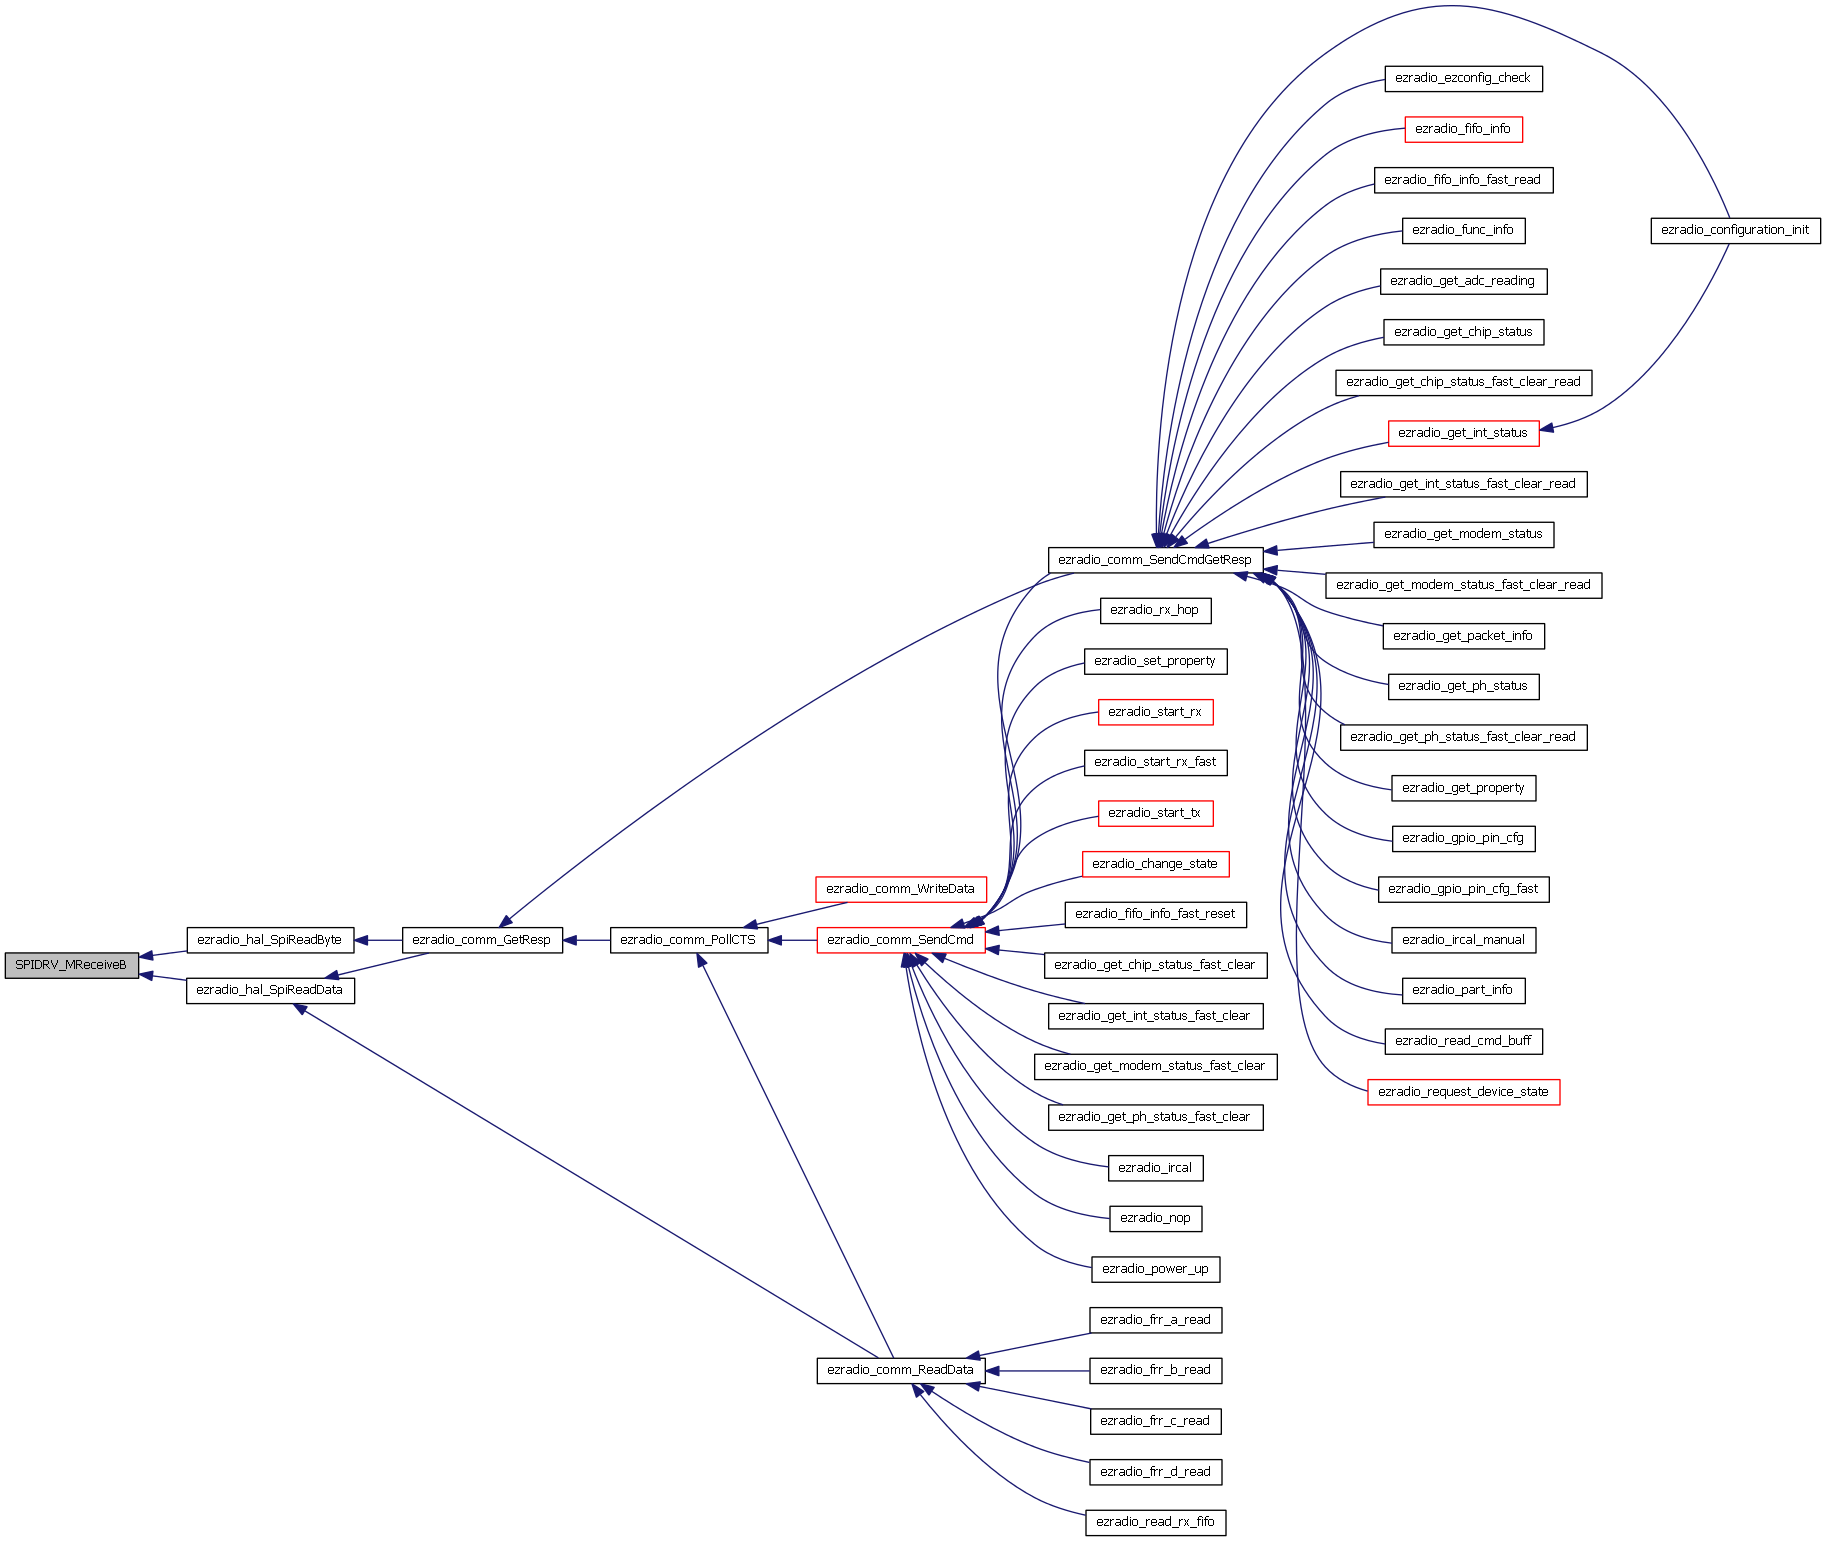 ezradio_ezconfig_check
ezradio_fifo_info
ezradio_fifo_info_fast_read
ezradio_func_info
ezradio_configuration_init
ezradio_get_adc_reading
ezradio_get_chip_status
ezradio_get_chip_status_fast_clear_read
ezradio_get_int_status
ezradio_get_int_status_fast_clear_read
ezradio_get_modem_status
ezradio_comm_SendCmdGetResp
ezradio_get_modem_status_fast_clear_read
ezradio_rx_hop
ezradio_get_packet_info
ezradio_set_property
ezradio_get_ph_status
ezradio_start_rx
ezradio_get_ph_status_fast_clear_read
ezradio_start_rx_fast
ezradio_get_property
ezradio_start_tx
ezradio_gpio_pin_cfg
ezradio_change_state
ezradio_comm_WriteData
ezradio_gpio_pin_cfg_fast
ezradio_fifo_info_fast_reset
ezradio_hal_SpiReadByte
ezradio_comm_GetResp
ezradio_comm_PollCTS
ezradio_comm_SendCmd
ezradio_ircal_manual
SPIDRV_MReceiveB
ezradio_get_chip_status_fast_clear
ezradio_hal_SpiReadData
ezradio_part_info
ezradio_get_int_status_fast_clear
ezradio_read_cmd_buff
ezradio_get_modem_status_fast_clear
ezradio_request_device_state
ezradio_get_ph_status_fast_clear
ezradio_ircal
ezradio_nop
ezradio_power_up
ezradio_frr_a_read
ezradio_comm_ReadData
ezradio_frr_b_read
ezradio_frr_c_read
ezradio_frr_d_read
ezradio_read_rx_fifo